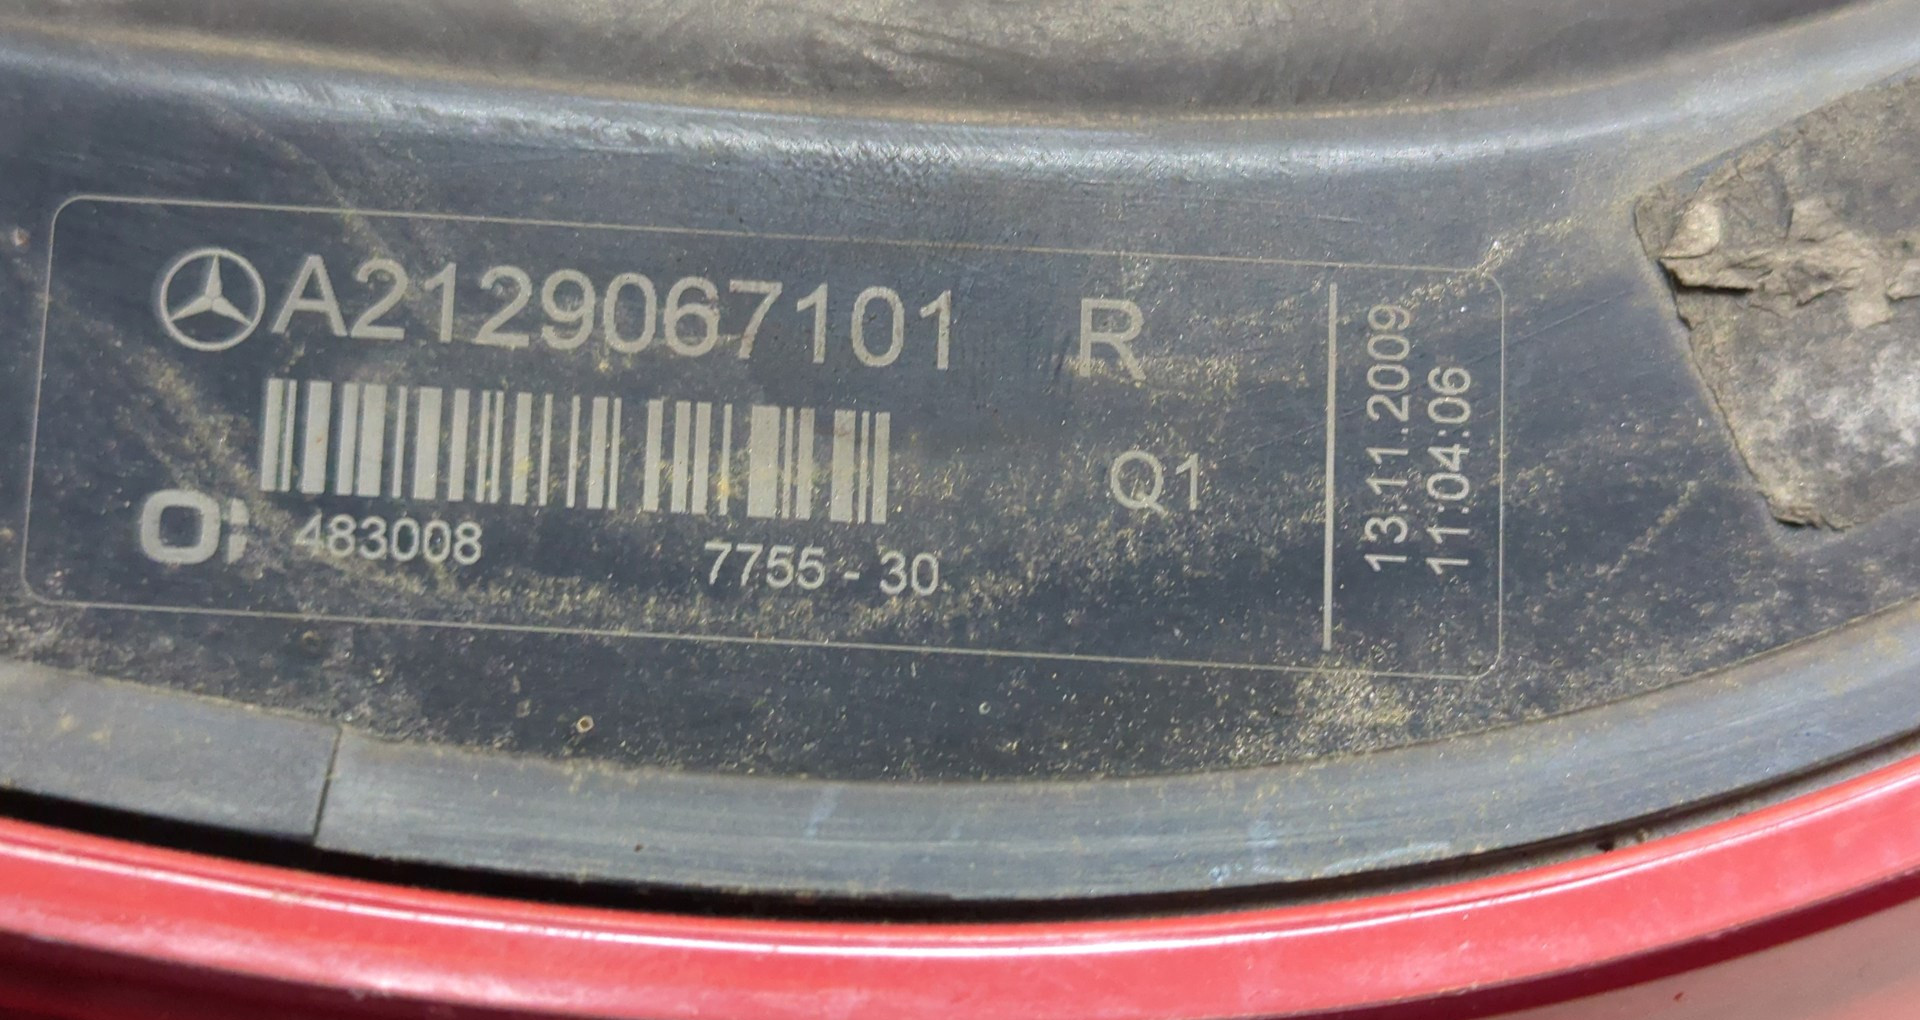 A2129067101 R
Q1
483008 7755 - 30
13.11.2009
11:04:06